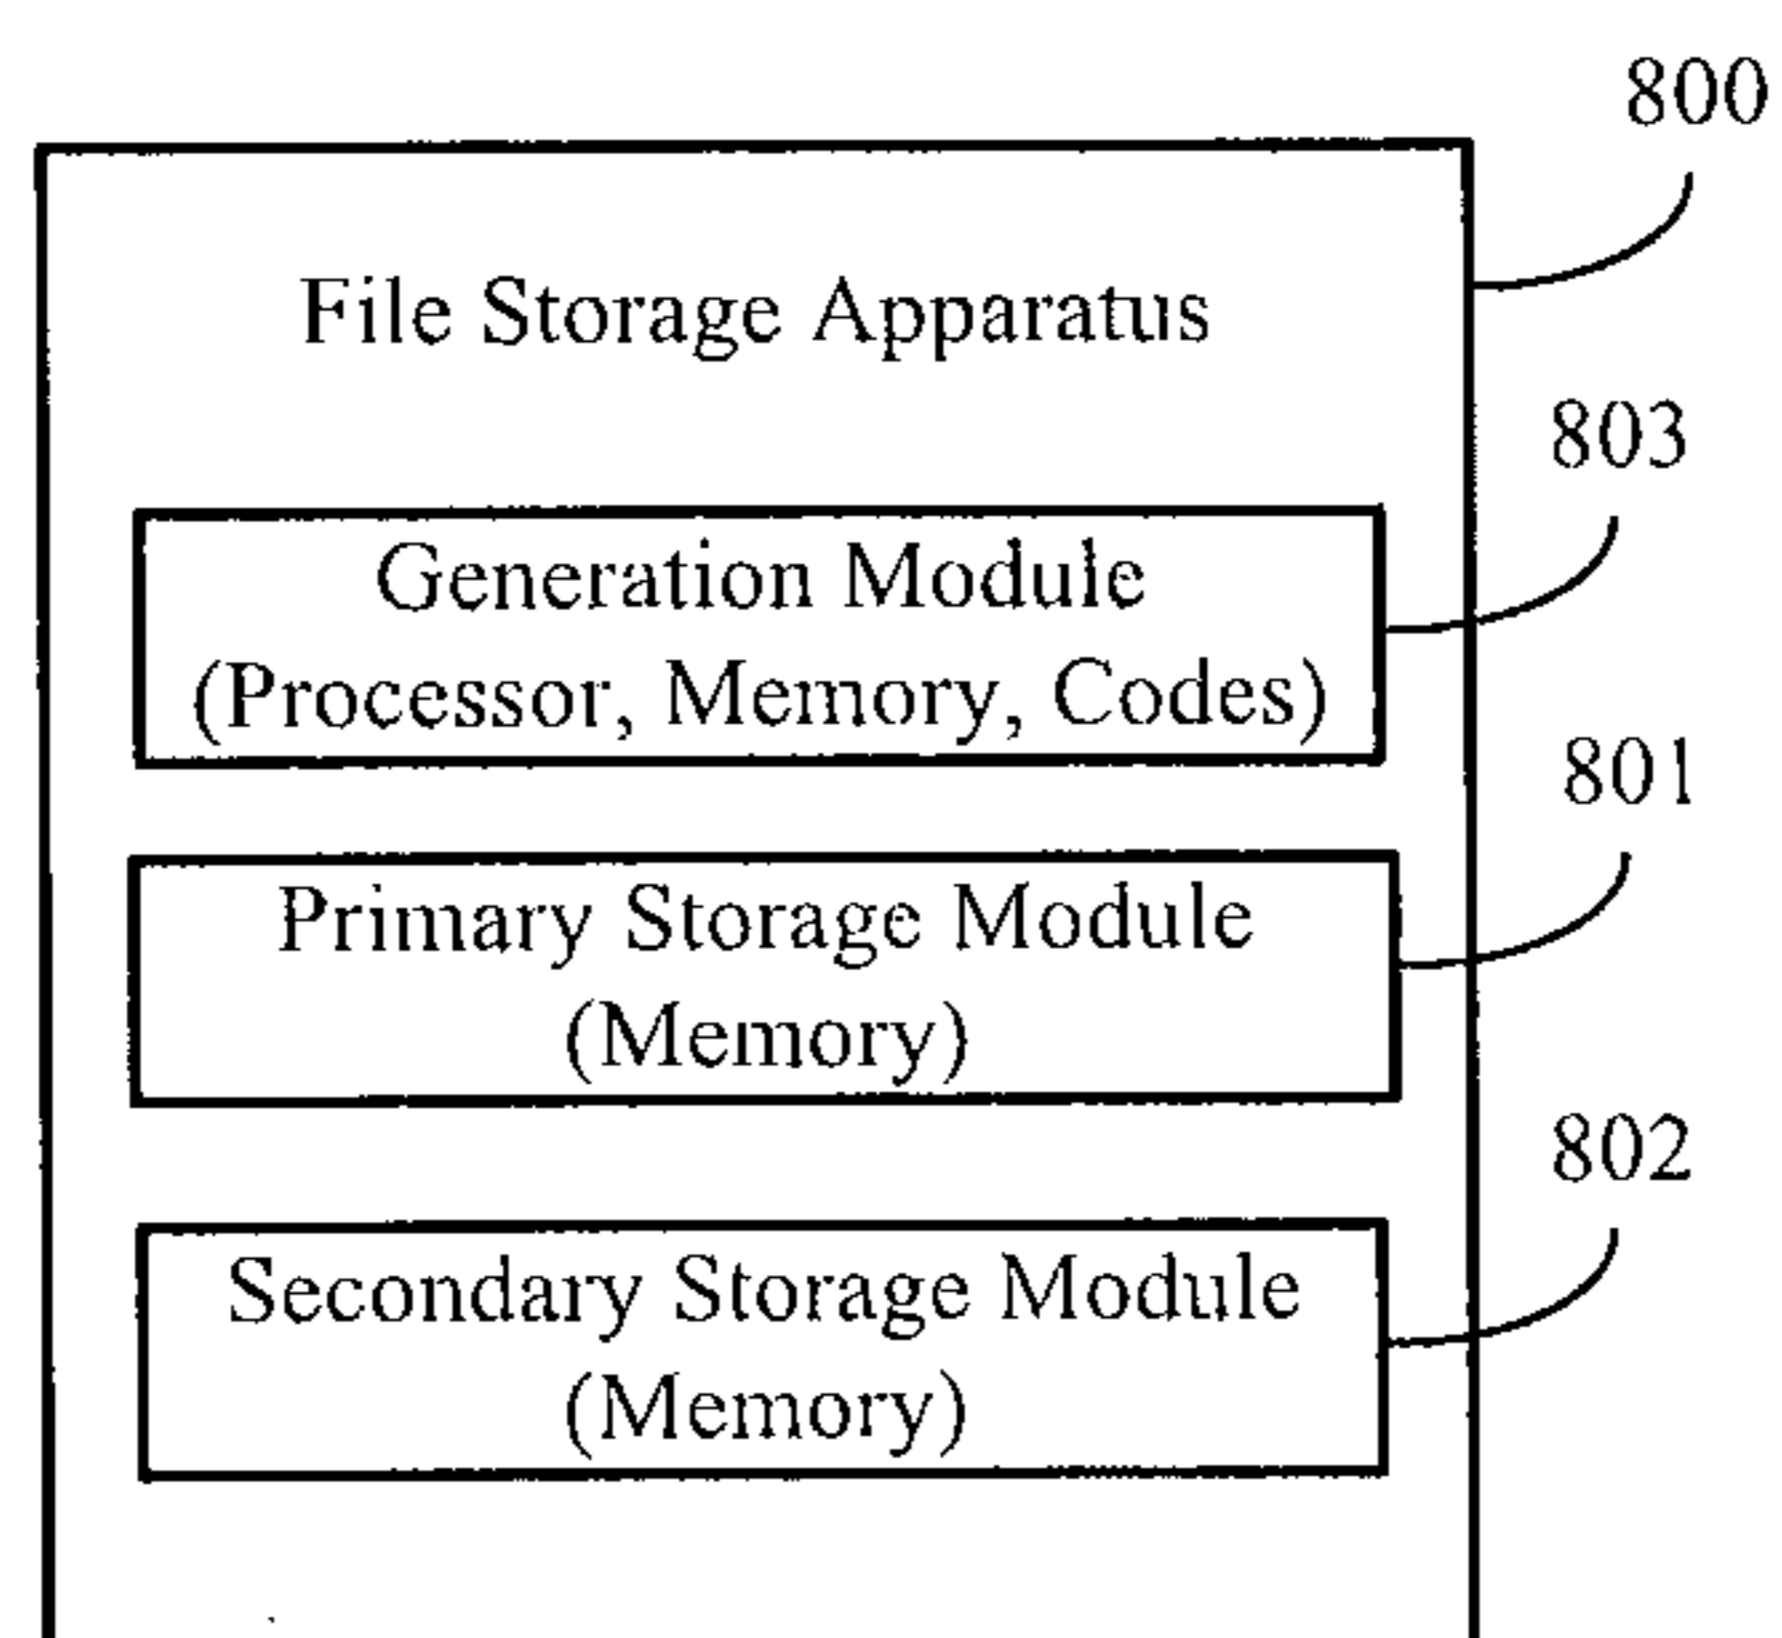 800
File Storage Apparatus
803
Generation Module
(Processor, Memory, Codes)
801
Primary Storage Module
(Memory)
802
Secondary Storage Module
(Memory)